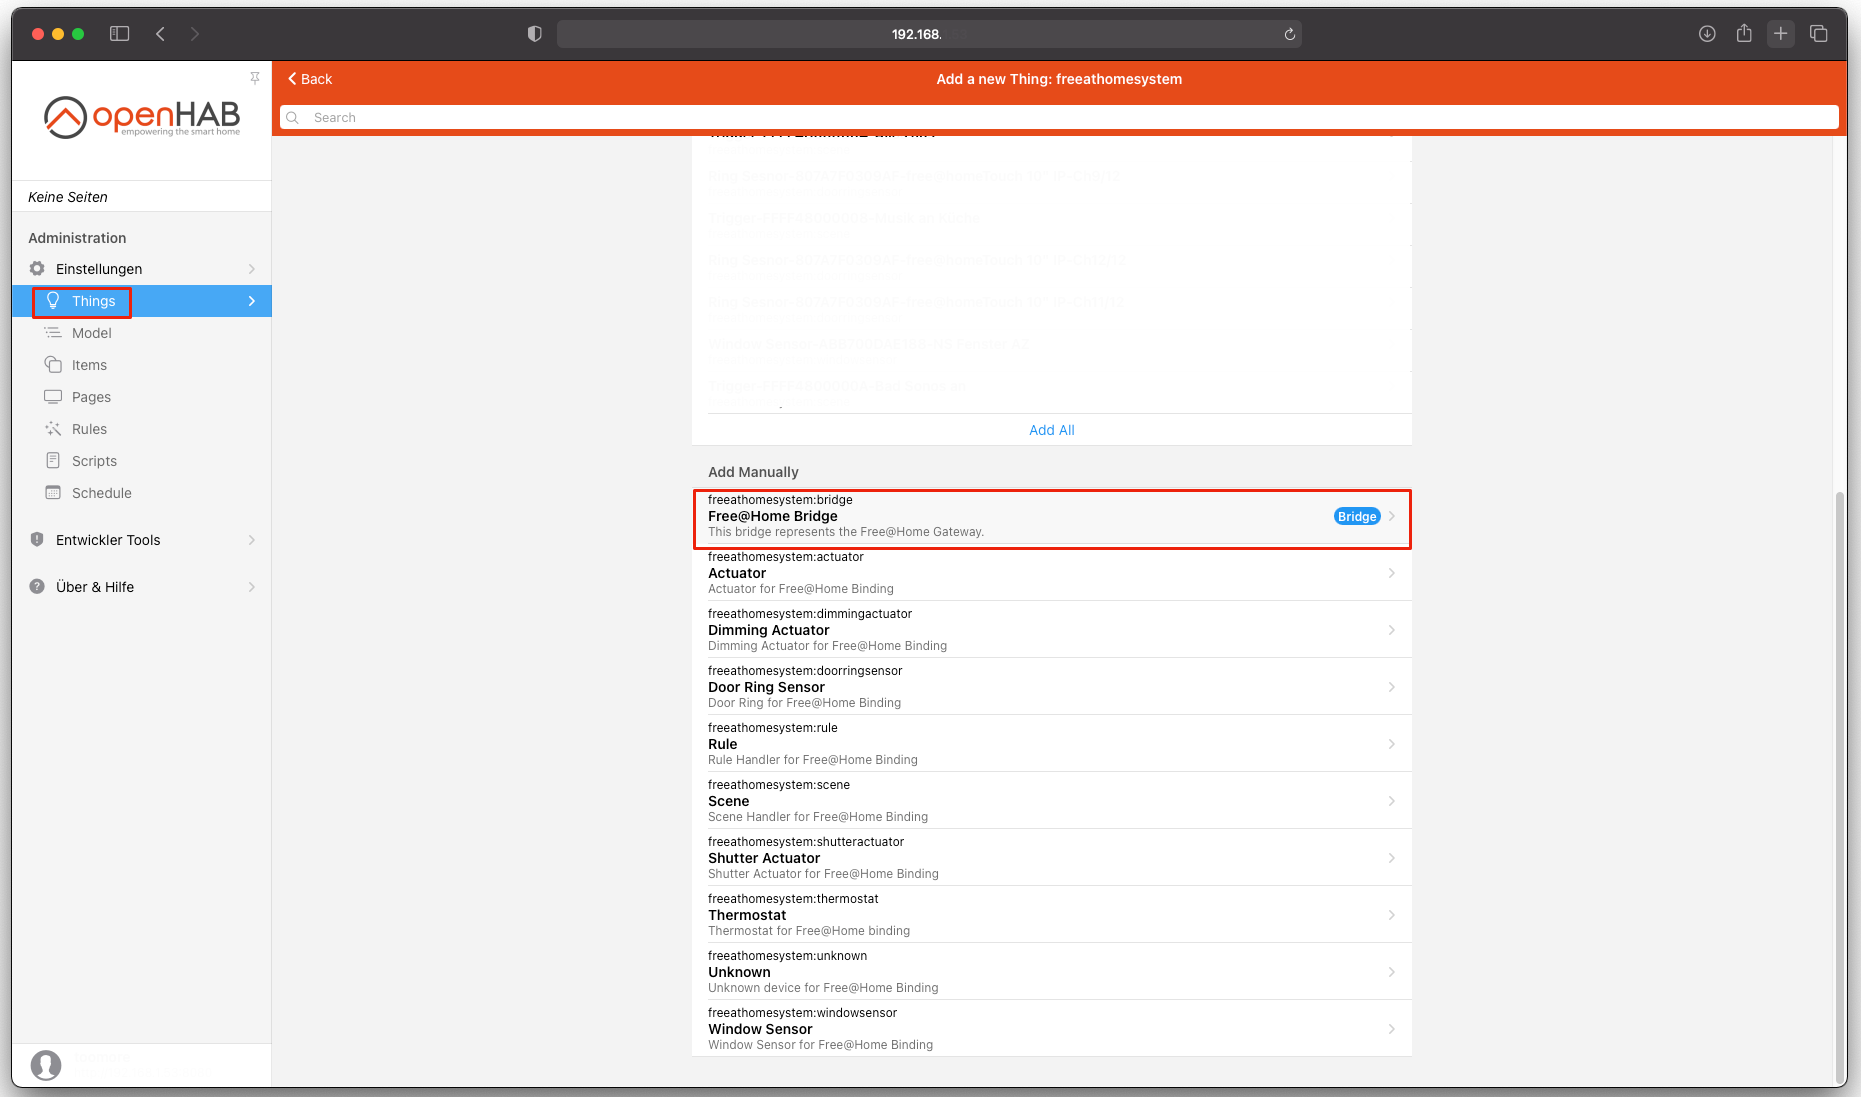 192.168.
openHAB
empowering the smart home
Keine Seiten
Administration
Einstellungen
Things
Model
Items
Pages
Rules
Scripts
Schedule
Entwickler Tools
Über & Hilfe
Back
Add a new Thing: freeathomesystem
Search
Add All
Add Manually
freeathomesystem:bridge
Free@Home Bridge
Bridge
This bridge represents the Free@Home Gateway.
freeathomesystem:actuator
Actuator
Actuator for Free@Home Binding
freeathomesystem:dimmingactuator
Dimming Actuator
Dimming Actuator for Free@Home Binding
freeathomesystem:doorringsensor
Door Ring Sensor
Door Ring for Free@Home Binding
freeathomesystem:rule
Rule
Rule Handler for Free@Home Binding
freeathomesystem:scene
Scene
Scene Handler for Free@Home Binding
freeathomesystem:shutteractuator
Shutter Actuator
Shutter Actuator for Free@Home Binding
freeathomesystem:thermostat
Thermostat
Thermostat for Free@Home binding
freeathomesystem:unknown
Unknown
Unknown device for Free@Home Binding
freeathomesystem:windowsensor
Window Sensor
Window Sensor for Free@Home Binding